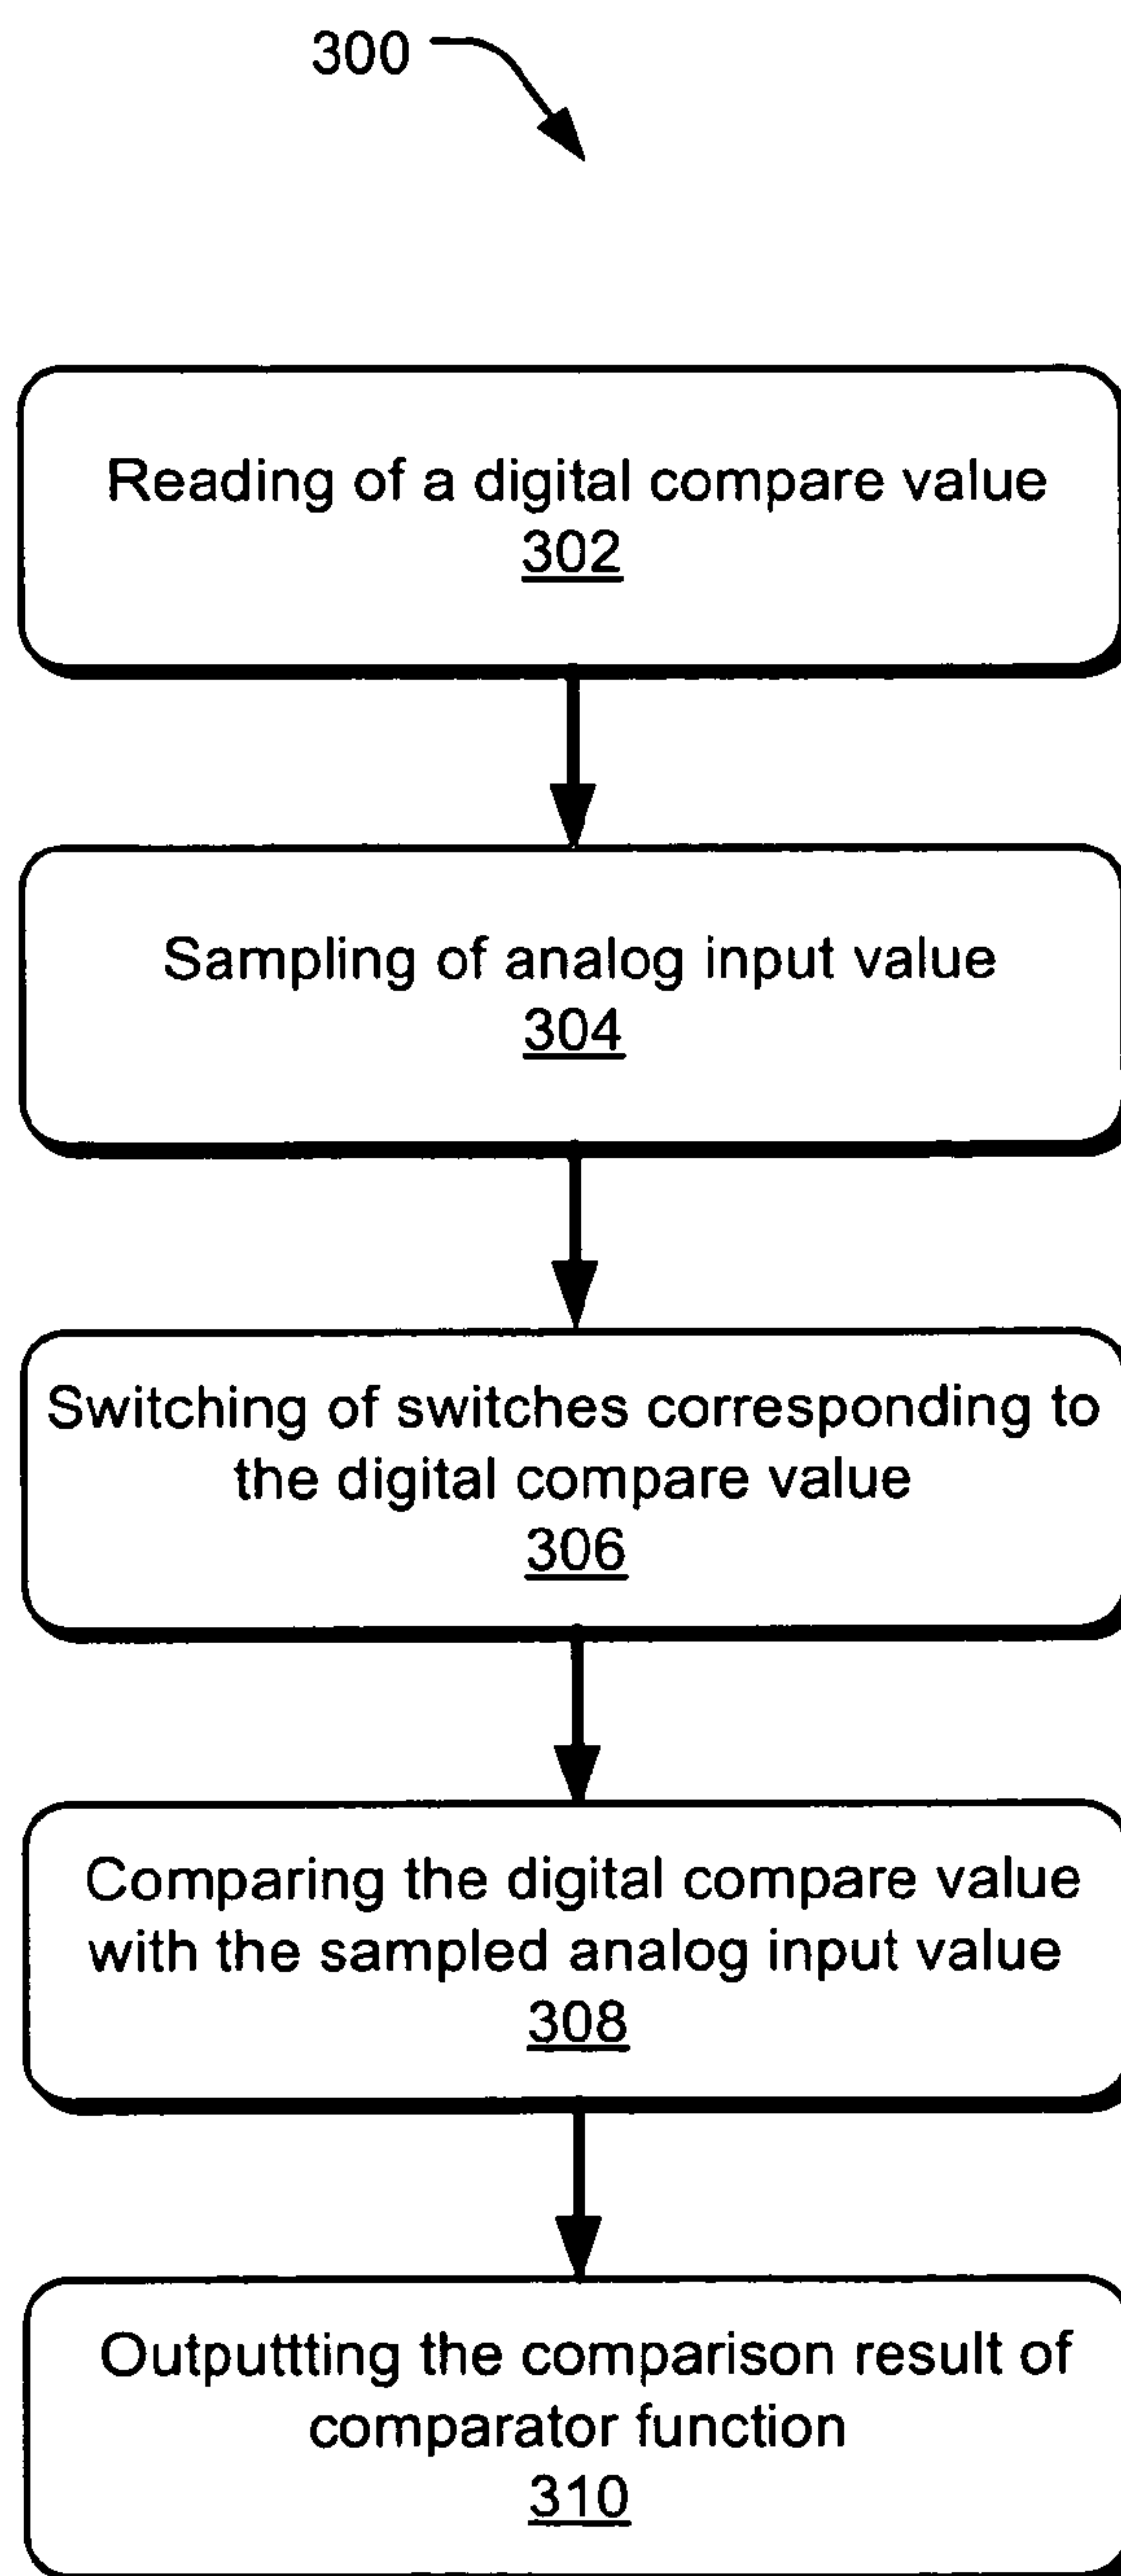 300
Reading of a digital compare value
302
Sampling of analog input value
304
Switching of switches corresponding to
the digital compare value
306
Comparing the digital compare value
with the sampled analog input value
308
Outputtting the comparison result of
comparator function
310